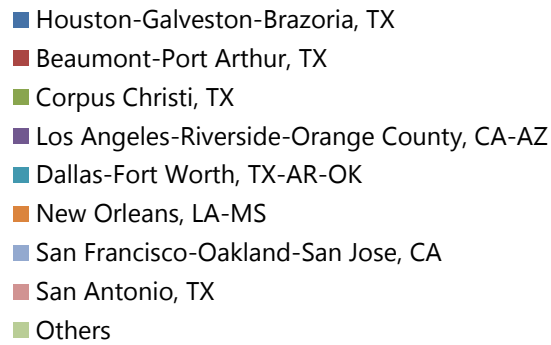 Houston-Galveston-Brazoria, TX
Beaumont-Port Arthur, TX
Corpus Christi, TX
Los Angeles-Riverside-Orange County, CA-AZ
Dallas-Fort Worth, TX-AR-OK
New Orleans, LA-MS
San Francisco-Oakland-San Jose, CA
San Antonio, TX
Others